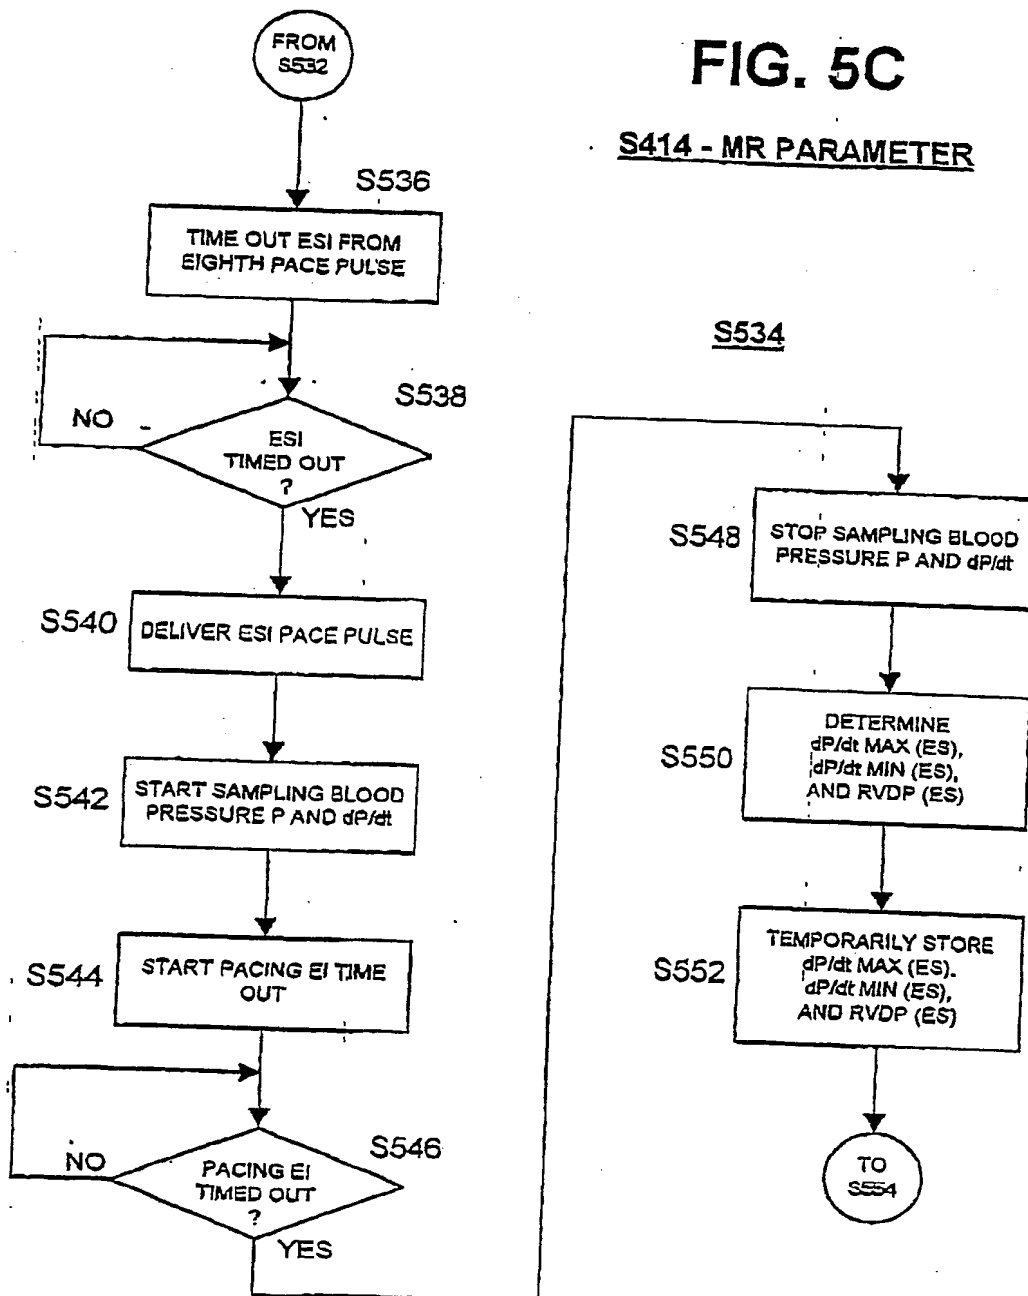 FROM
S532
FIG. 5C
S414 - MR PARAMETER
S536
TIME OUT ESI FROM
EIGHTH PACE PULSE
S538
NO
ESI
TIMED OUT
?
YES
S540
DELIVER ESI PACE PULSE
S542
START SAMPLING BLOOD
PRESSURE P AND dP/dt
S544
START PACING EI TIME
OUT
S546
NO
PACING EI
TIMED OUT
?
YES
S534
S548
STOP SAMPLING BLOOD
PRESSURE P AND dP/dt
S550
DETERMINE
dP/dt MAX (ES),
dP/dt MIN (ES),
AND RVDP (ES)
S552
TEMPORARILY STORE
dP/dt MAX (ES).
dP/dt MIN (ES),
AND RVDP (ES)
TO
S554